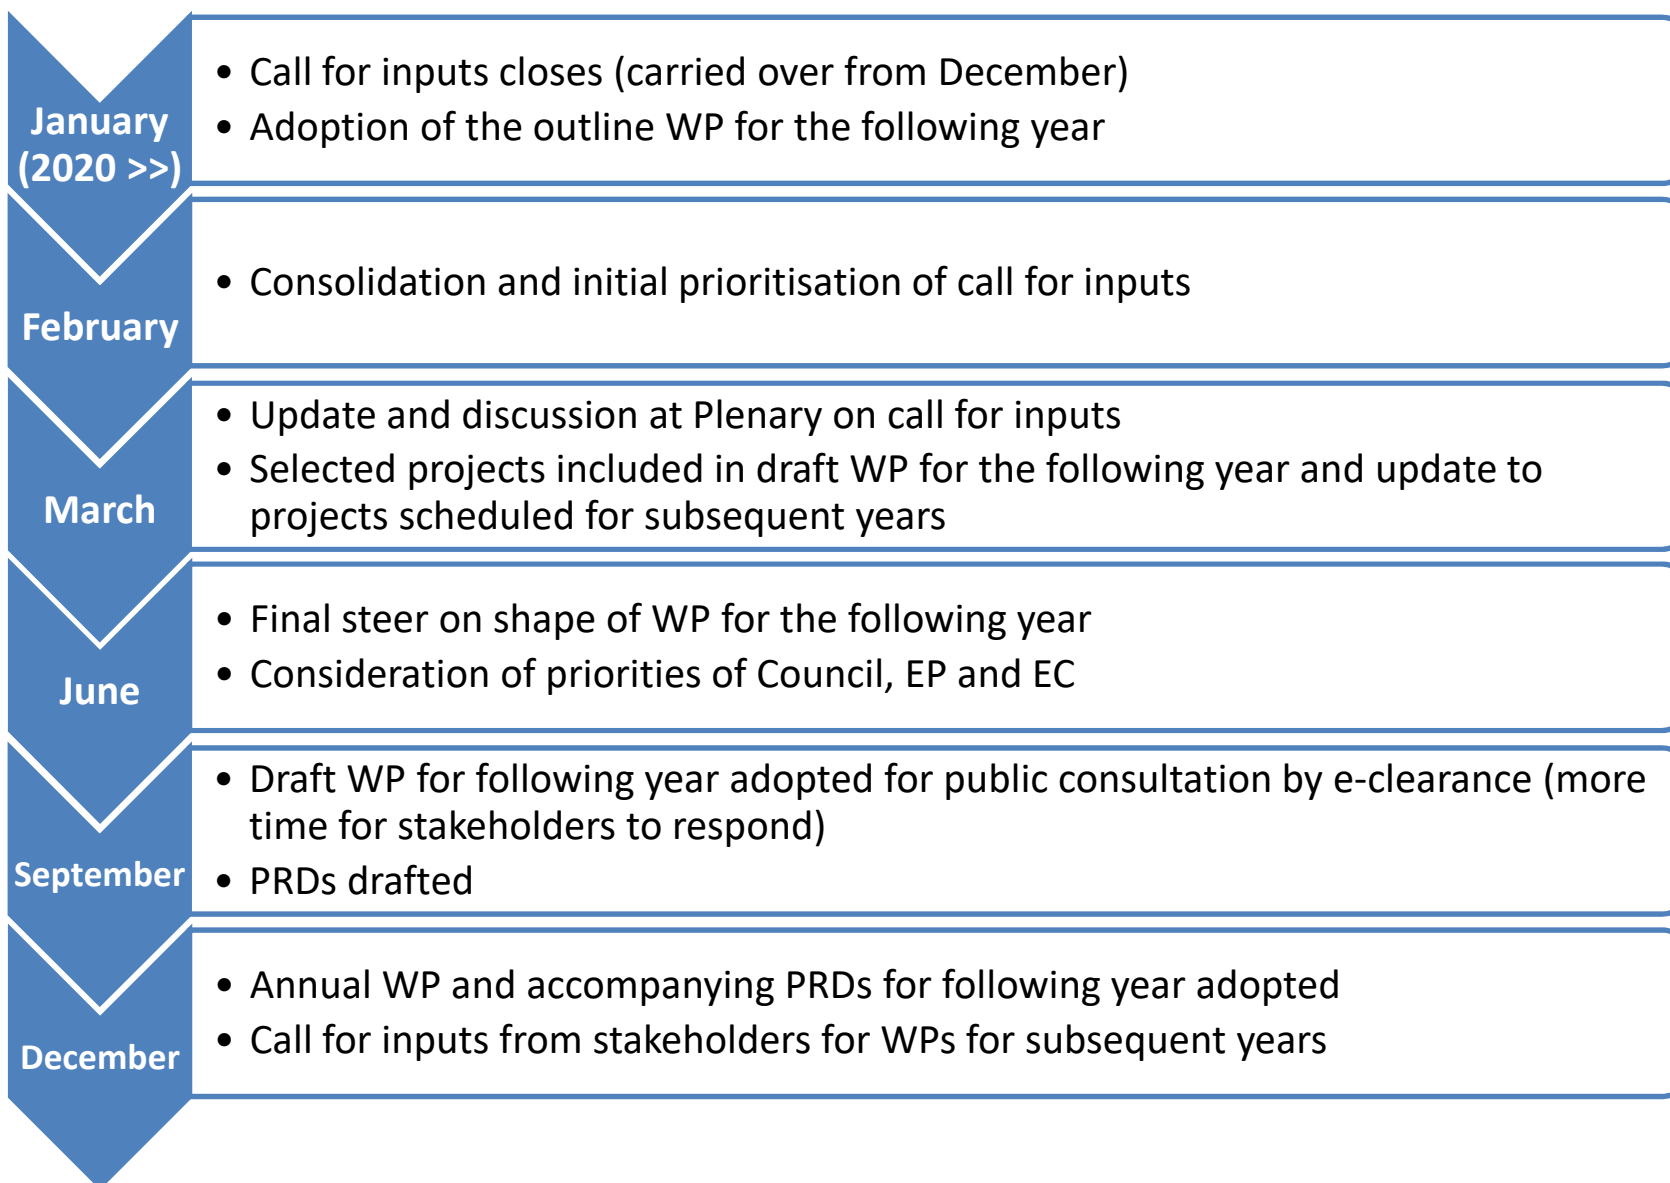 January
(2020 >>)
• Call for inputs closes (carried over from December)
• Adoption of the outline WP for the following year
February
• Consolidation and initial prioritisation of call for inputs
March
• Update and discussion at Plenary on call for inputs
• Selected projects included in draft WP for the following year and update to
projects scheduled for subsequent years
June
• Final steer on shape of WP for the following year
• Consideration of priorities of Council, EP and EC
September
• Draft WP for following year adopted for public consultation by e-clearance (more
time for stakeholders to respond)
• PRDs drafted
December
• Annual WP and accompanying PRDs for following year adopted
• Call for inputs from stakeholders for WPs for subsequent years